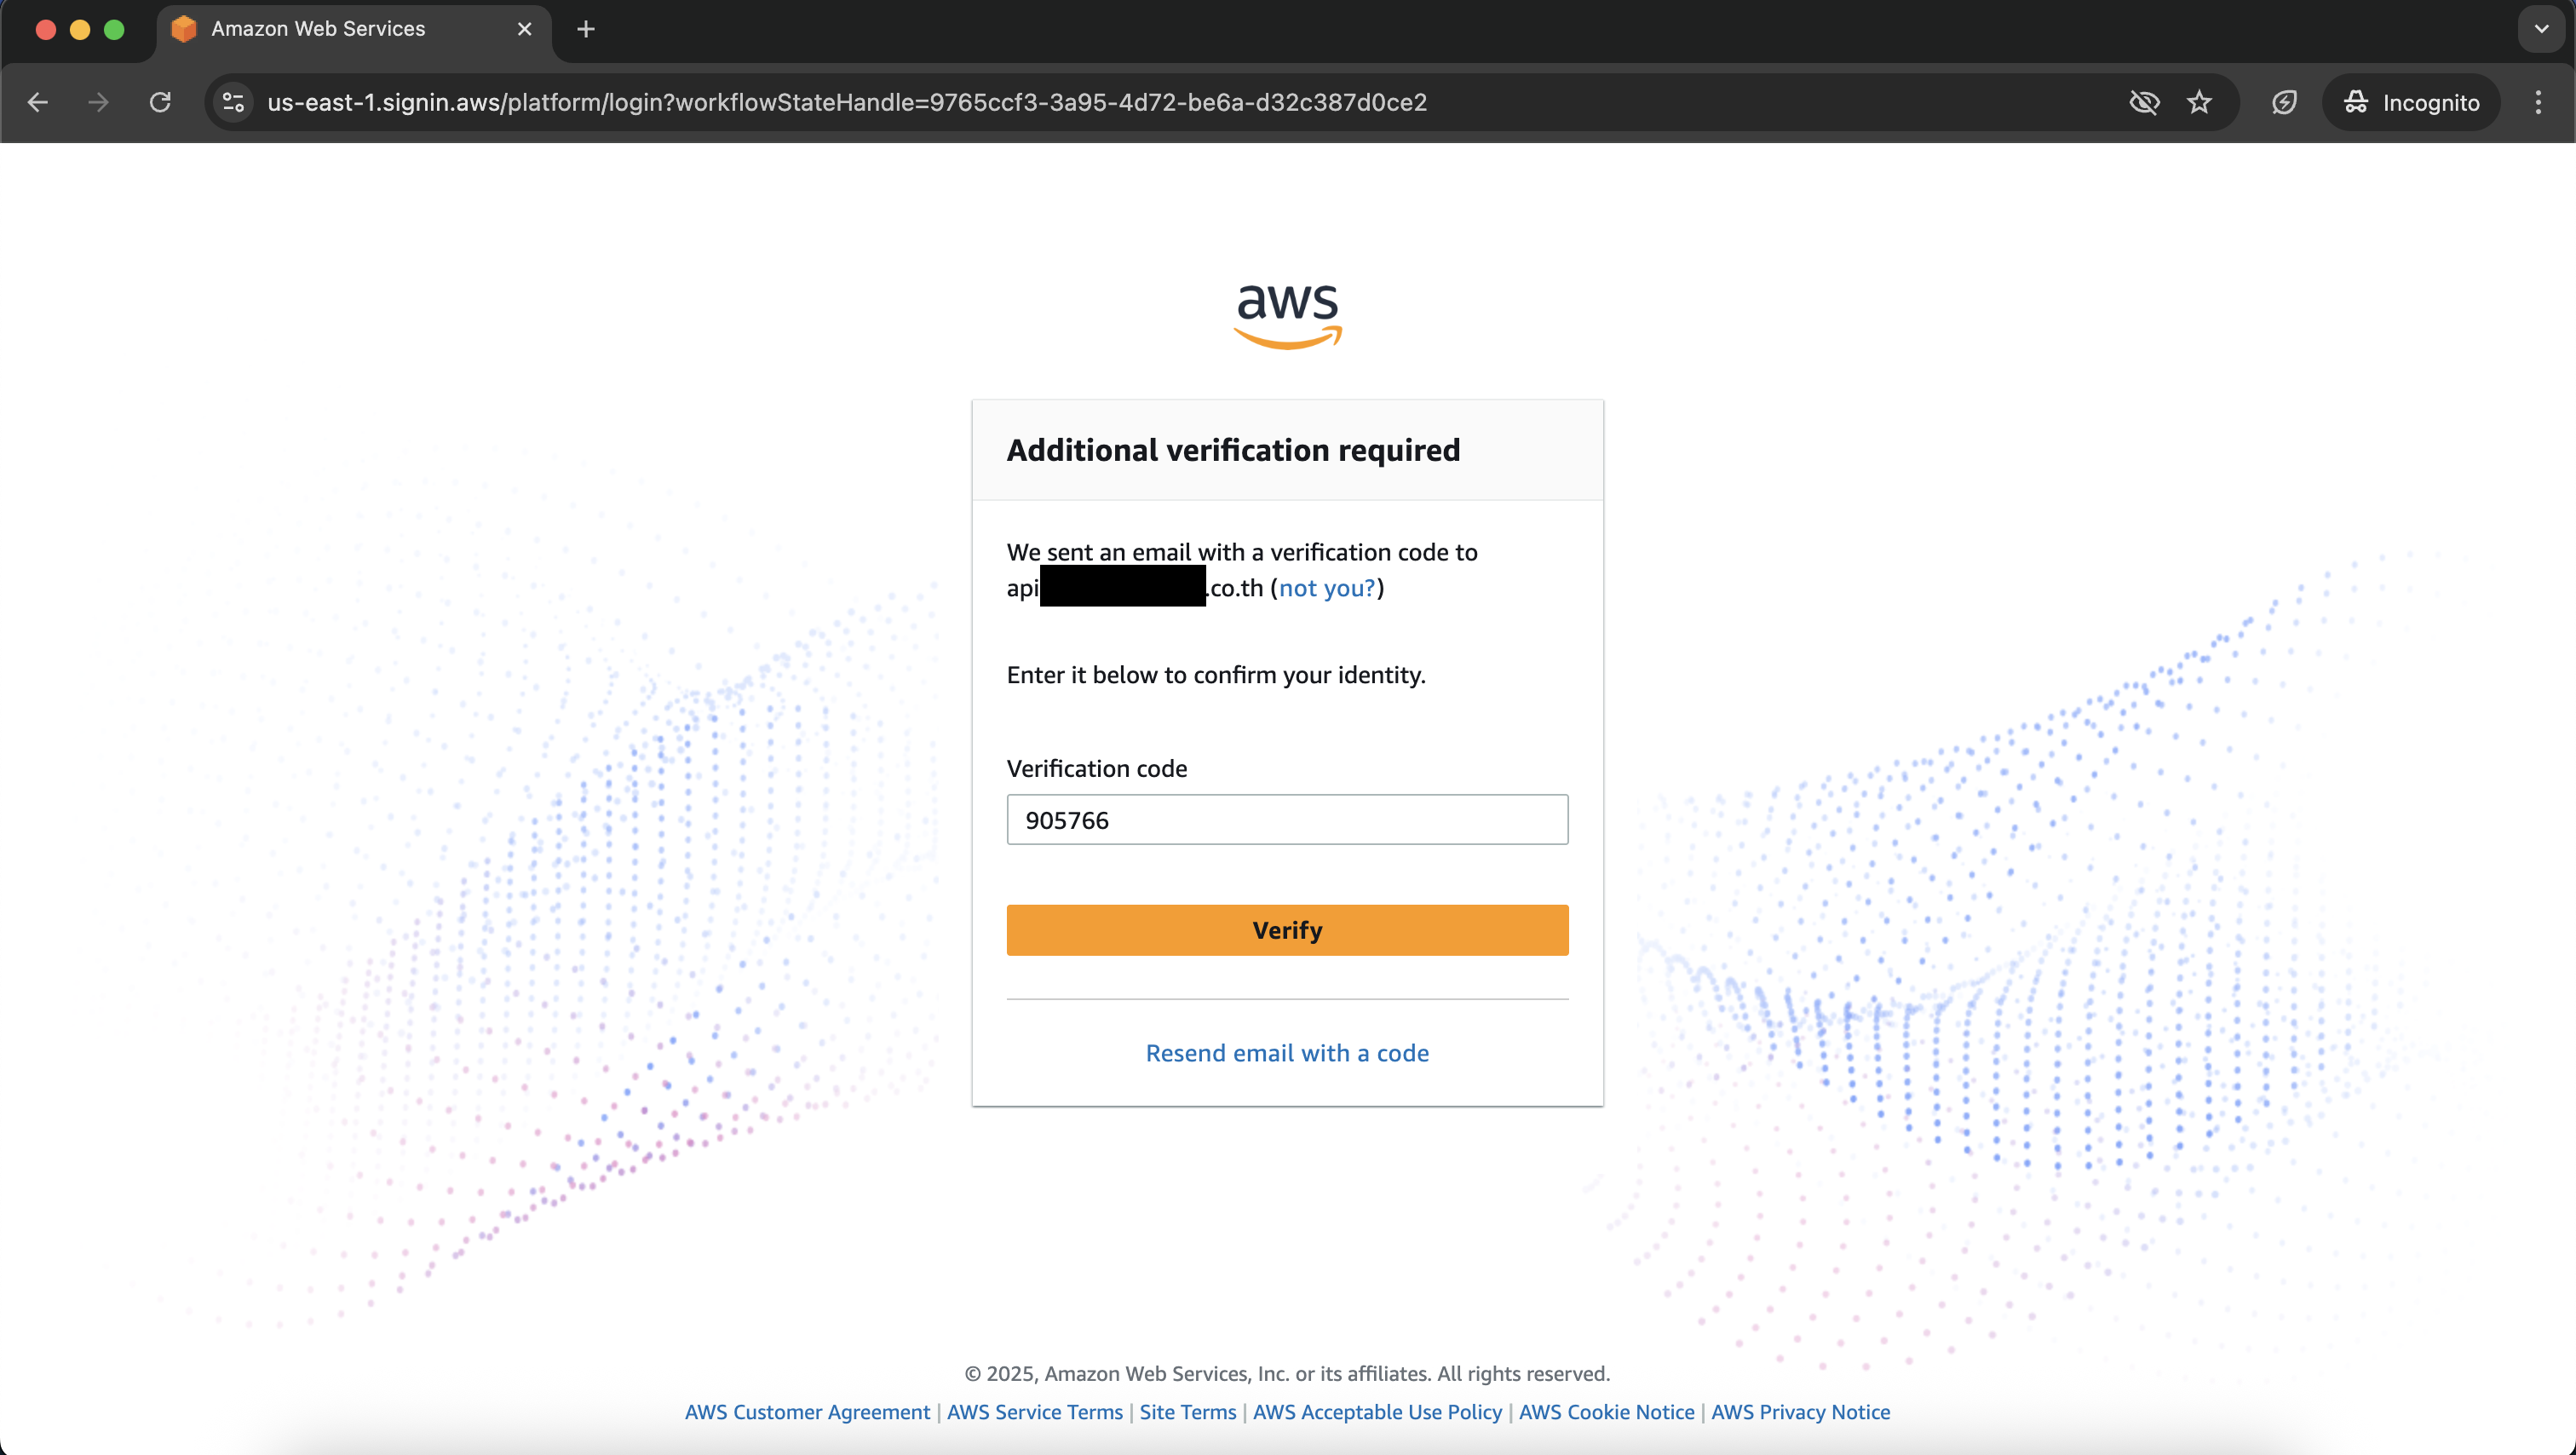 Amazon Web Services
us-east-1.signin.aws/platform/login?workflowStateHandle=9765ccf3-3a95-4d72-be6a-d32c387d0ce2
Incognito
aws
Additional verification required
We sent an email with a verification code to
api .co.th (not you?)
Enter it below to confirm your identity.
Verification code
905766
Verify
Resend email with a code
© 2025, Amazon Web Services, Inc. or its affiliates. All rights reserved.
AWS Customer Agreement | AWS Service Terms | Site Terms | AWS Acceptable Use Policy | AWS Cookie Notice | AWS Privacy Notice